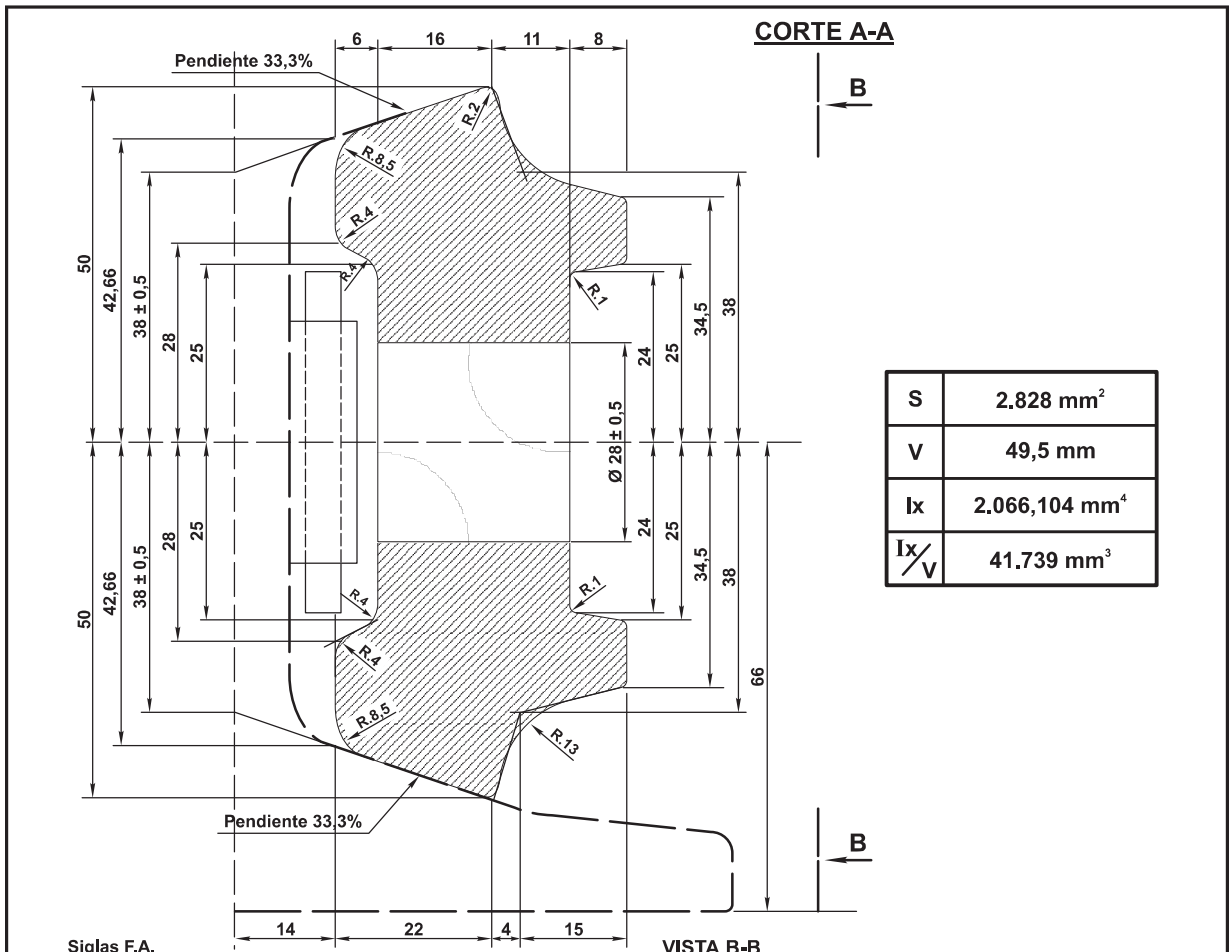 CORTE A-A
6
16
11
8
Pendiente 33,3%
B
R.2
R.8,5
R.4
R.4
R.1
50
42,66
38 ± 0,5
28
25
24
25
34,5
38
Ø 28 ± 0,5
S 2.828 mm²
V 49,5 mm
Ix 2.066,104 mm⁴
Ix/V 41.739 mm³
50
42,66
38 ± 0,5
28
25
24
25
34,5
38
66
R.4
R.1
R.4
R.8,5
R.13
Pendiente 33,3%
B
14
22
4
15
Siglas F.A.
VISTA B-B